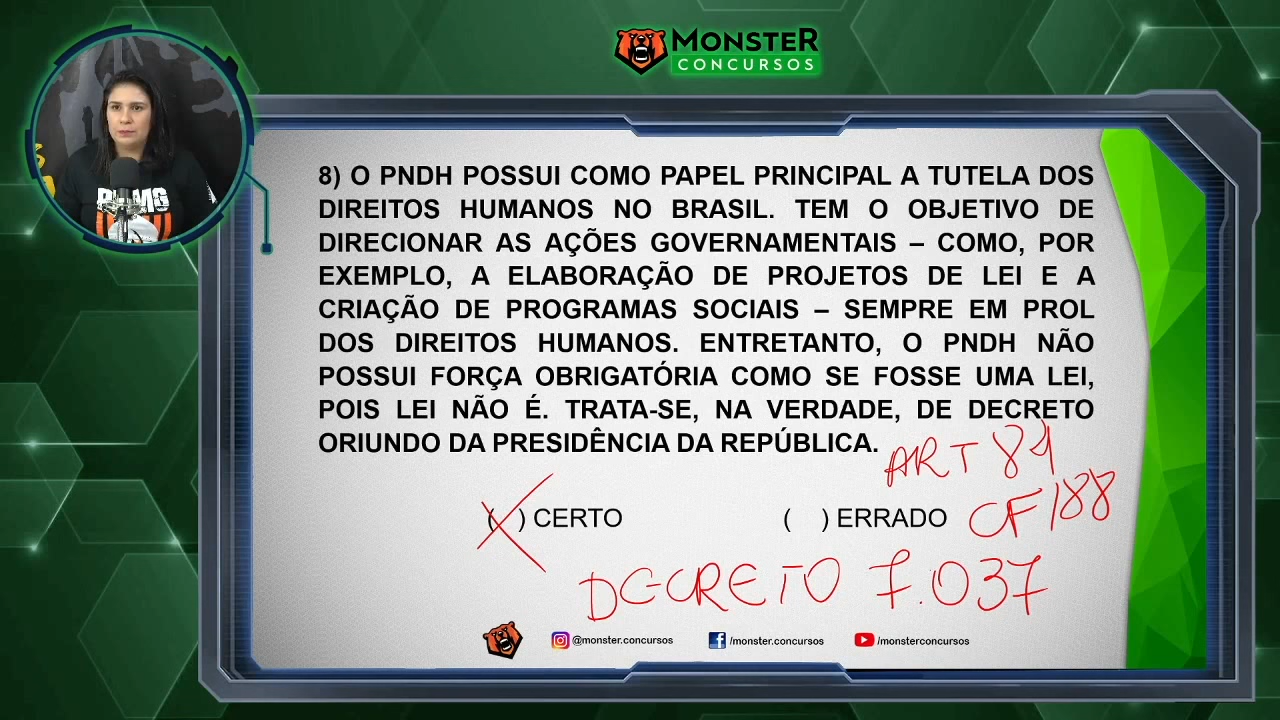 MONSTER
CONCURSOS
8) O PNDH POSSUI COMO PAPEL PRINCIPAL A TUTELA DOS
DIREITOS HUMANOS NO BRASIL. TEM O OBJETIVO DE
DIRECIONAR AS AÇÕES GOVERNAMENTAIS – COMO, POR
EXEMPLO, A ELABORAÇÃO DE PROJETOS DE LEI E A
CRIAÇÃO DE PROGRAMAS SOCIAIS – SEMPRE EM PROL
DOS DIREITOS HUMANOS. ENTRETANTO, O PNDH NÃO
POSSUI FORÇA OBRIGATÓRIA COMO SE FOSSE UMA LEI,
POIS LEI NÃO É. TRATA-SE, NA VERDADE, DE DECRETO
ORIUNDO DA PRESIDÊNCIA DA REPÚBLICA.
ART 84
( ) CERTO ( ) ERRADO CF/88
DECRETO 7.037
@monster.concursos /monster.concursos /monsterconcursos